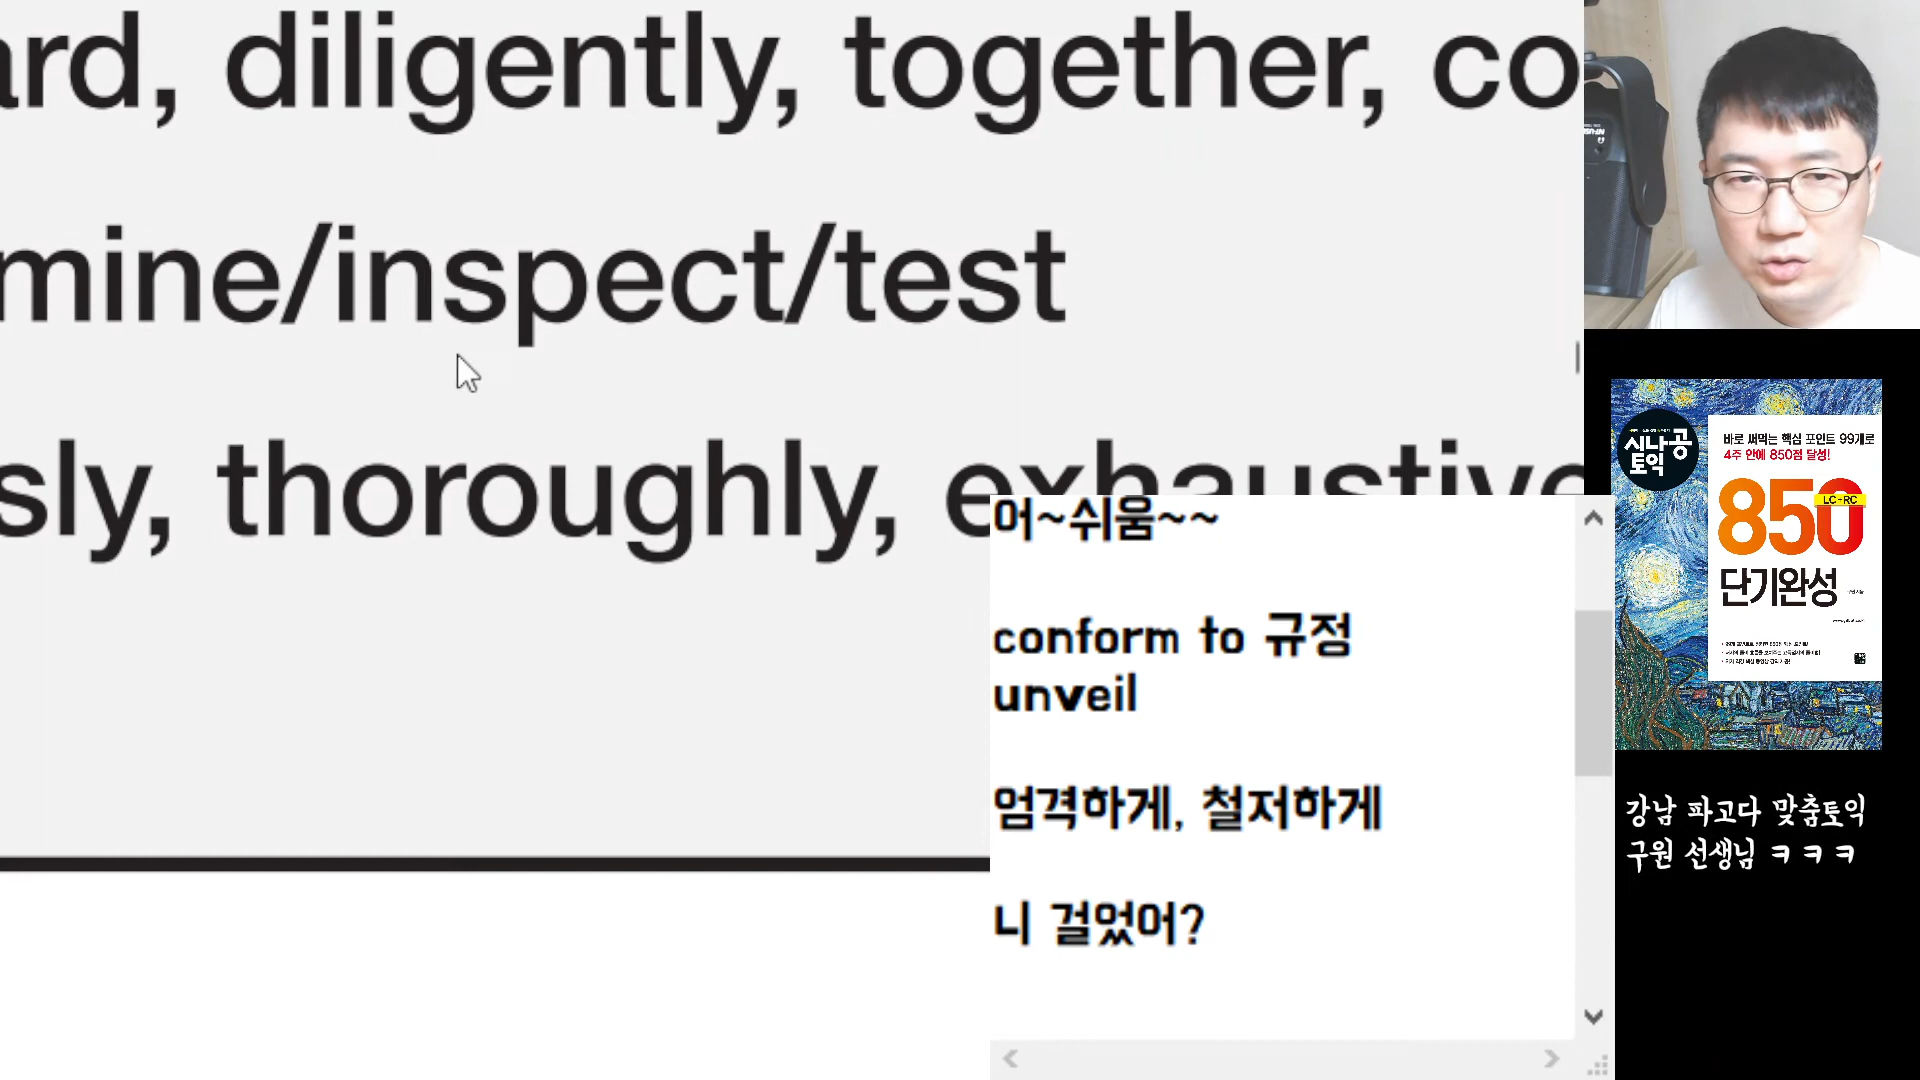 ard, diligently, together, co
mine/inspect/test
sly, thoroughly, exhaustive
어~쉬움~~
conform to 규정
unveil
엄격하게, 철저하게
니 걸었어?
시나공
토익
바로 써먹는 핵심 포인트 99개로
4주 안에 850점 달성!
850
LC+RC
단기완성
강남 파고다 맞춤토익
구원 선생님 ㅋㅋㅋ